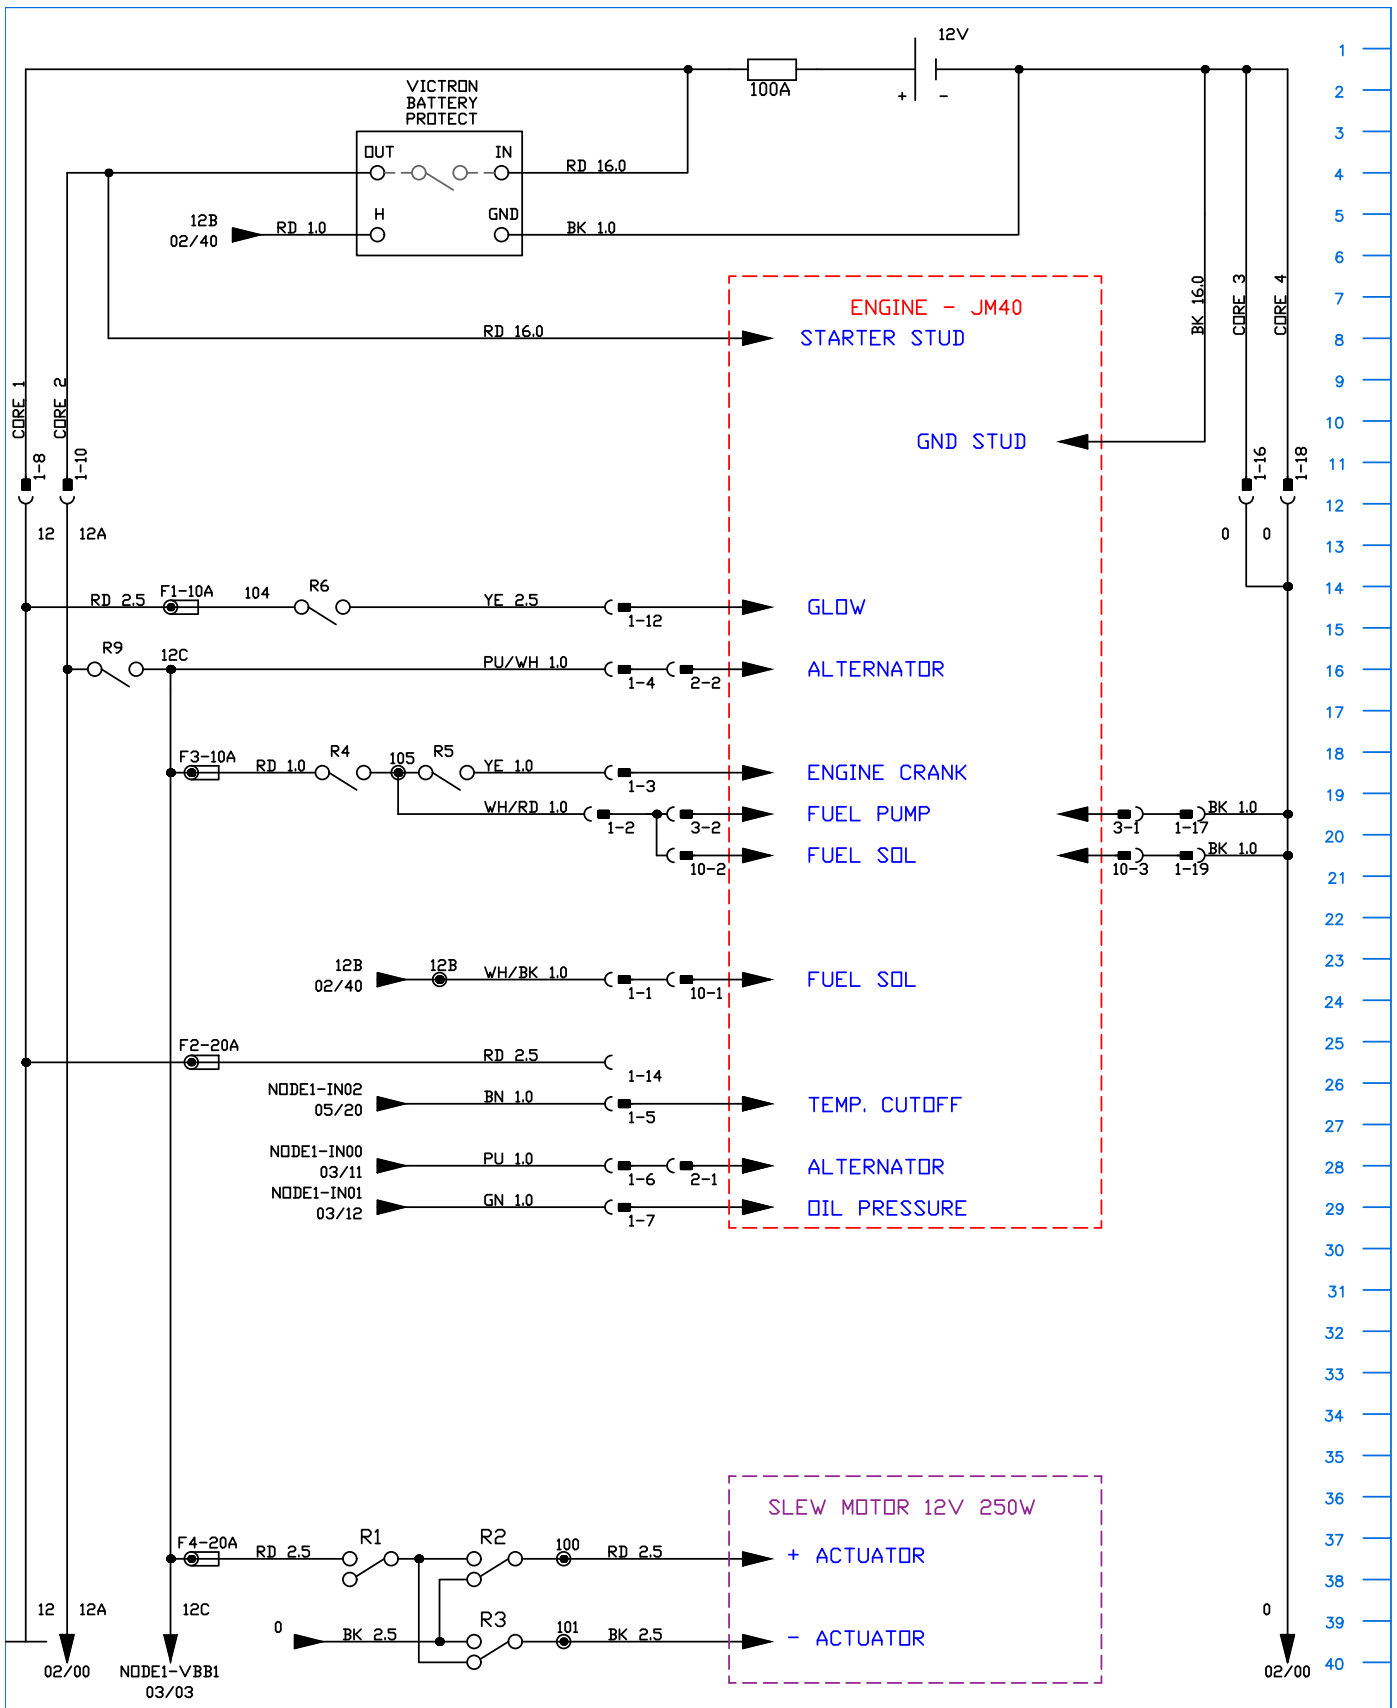 12V
1
100A
+ -
2
VICTRON
BATTERY
PROTECT
3
OUT IN
RD 16.0
4
H GND
12B
02/40
RD 1.0
BK 1.0
5
6
ENGINE - JM40
BK 16.0
CORE 3
CORE 4
7
RD 16.0
STARTER STUD
8
9
CORE 1
CORE 2
GND STUD
10
1-8
1-10
1-16
1-18
11
12
12 12A
0 0
13
F1-10A
104
R6
14
RD 2.5
YE 2.5
1-12
GLOW
15
R9
12C
PU/WH 1.0
1-4
2-2
ALTERNATOR
16
17
F3-10A
R4
105
R5
18
RD 1.0
YE 1.0
1-3
ENGINE CRANK
19
WH/RD 1.0
1-2
3-2
FUEL PUMP
3-1
1-17
BK 1.0
20
10-2
FUEL SOL
10-3
1-19
BK 1.0
21
22
12B
02/40
12B
WH/BK 1.0
1-1
10-1
FUEL SOL
23
24
F2-20A
RD 2.5
1-14
25
NODE1-IN02
05/20
BN 1.0
1-5
TEMP. CUTOFF
26
27
NODE1-IN00
03/11
PU 1.0
1-6
2-1
ALTERNATOR
28
NODE1-IN01
03/12
GN 1.0
1-7
OIL PRESSURE
29
30
31
32
33
34
35
SLEW MOTOR 12V 250W
36
F4-20A
R1
R2
100
37
RD 2.5
RD 2.5
+ ACTUATOR
38
12 12A 12C
0
R3
101
0
39
BK 2.5
BK 2.5
- ACTUATOR
02/00
NODE1-VBB1
03/03
02/00
40